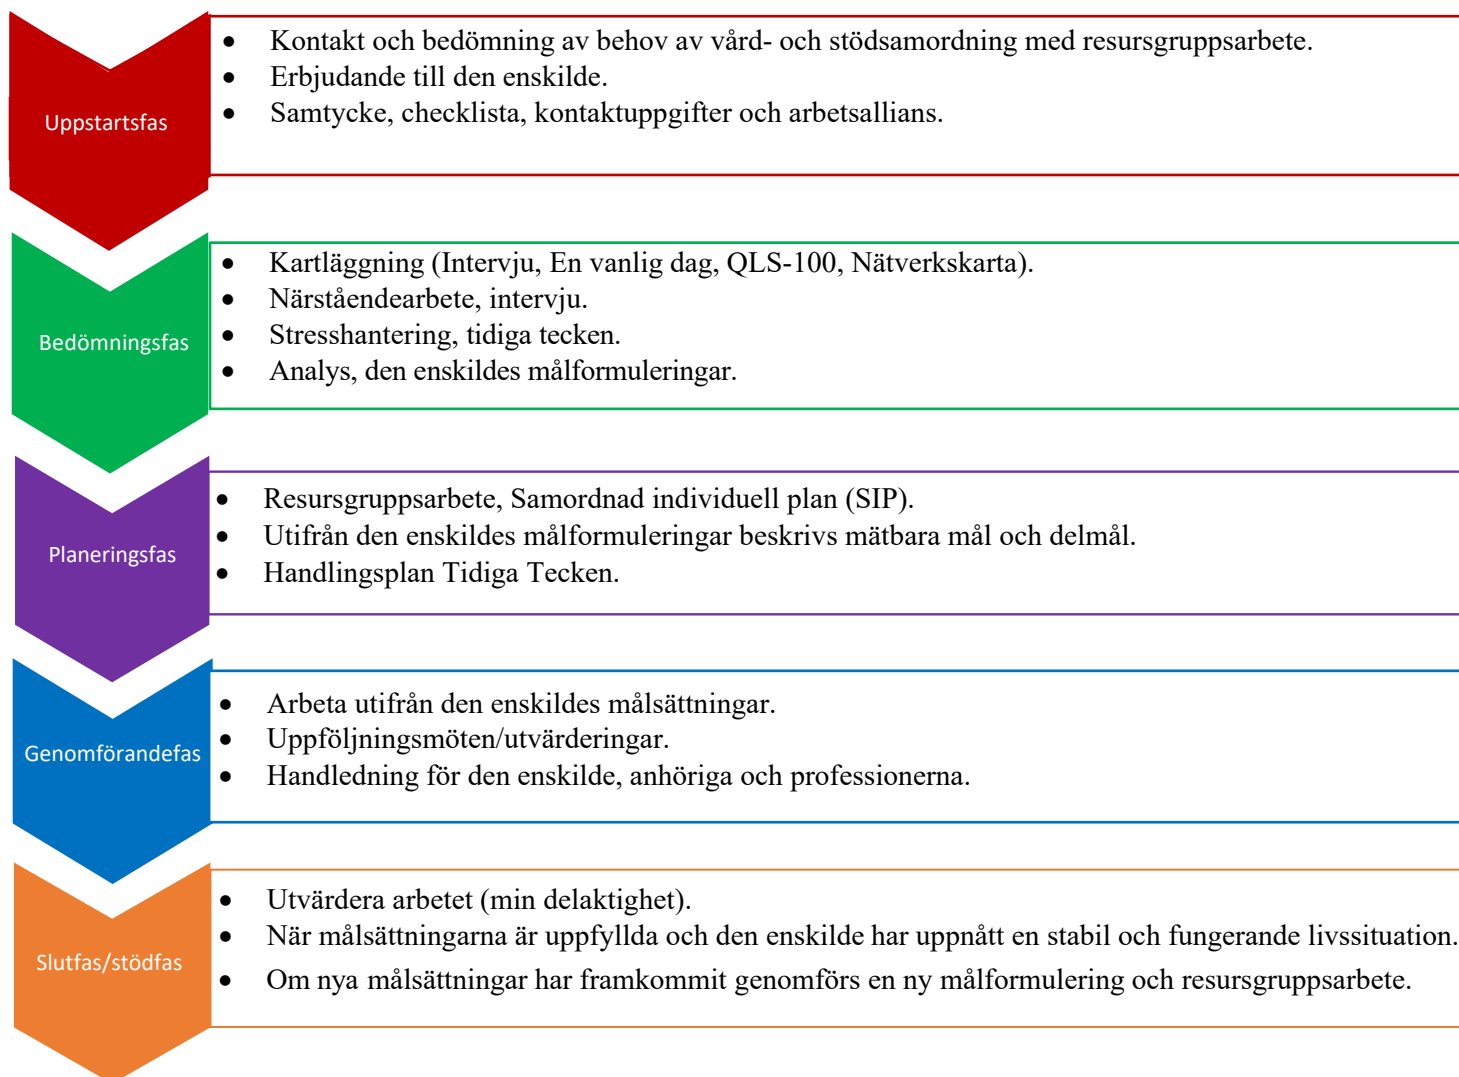 Uppstartsfas
• Kontakt och bedömning av behov av vård- och stödsamordning med resursgruppsarbete.
• Erbjudande till den enskilde.
• Samtycke, checklista, kontaktuppgifter och arbetsallians.
Bedömningsfas
• Kartläggning (Intervju, En vanlig dag, QLS-100, Nätverkskarta).
• Närståendearbete, intervju.
• Stresshantering, tidiga tecken.
• Analys, den enskildes målformuleringar.
Planeringsfas
• Resursgruppsarbete, Samordnad individuell plan (SIP).
• Utifrån den enskildes målformuleringar beskrivs mätbara mål och delmål.
• Handlingsplan Tidiga Tecken.
Genomförandefas
• Arbeta utifrån den enskildes målsättningar.
• Uppföljningsmöten/utvärderingar.
• Handledning för den enskilde, anhöriga och professionerna.
Slutfas/stödfas
• Utvärdera arbetet (min delaktighet).
• När målsättningarna är uppfyllda och den enskilde har uppnått en stabil och fungerande livssituation.
• Om nya målsättningar har framkommit genomförs en ny målformulering och resursgruppsarbete.